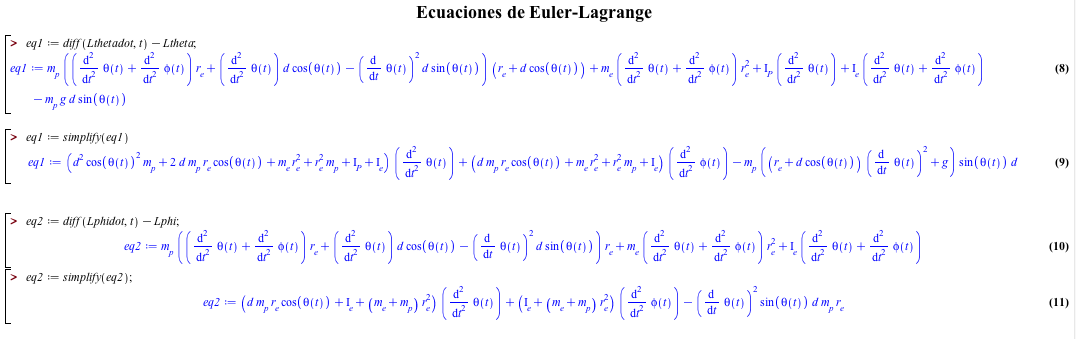 Ecuaciones de Euler-Lagrange
> eq1 := diff(Lthetadot, t) − Ltheta;
eq1 := m_p ((d²/dt² θ(t) + d²/dt² ϕ(t)) r_e + (d²/dt² θ(t)) d cos(θ(t)) − (d/dt θ(t))² d sin(θ(t))) (r_e + d cos(θ(t))) + m_e (d²/dt² θ(t) + d²/dt² ϕ(t)) r_e² + I_P (d²/dt² θ(t)) + I_e (d²/dt² θ(t) + d²/dt² ϕ(t)) (8)
− m_p g d sin(θ(t))
> eq1 := simplify(eq1)
eq1 := (d² cos(θ(t))² m_p + 2 d m_p r_e cos(θ(t)) + m_e r_e² + r_e² m_p + I_P + I_e) (d²/dt² θ(t)) + (d m_p r_e cos(θ(t)) + m_e r_e² + r_e² m_p + I_e) (d²/dt² ϕ(t)) − m_p ((r_e + d cos(θ(t))) (d/dt θ(t))² + g) sin(θ(t)) d (9)
> eq2 := diff(Lphidot, t) − Lphi;
eq2 := m_p ((d²/dt² θ(t) + d²/dt² ϕ(t)) r_e + (d²/dt² θ(t)) d cos(θ(t)) − (d/dt θ(t))² d sin(θ(t))) r_e + m_e (d²/dt² θ(t) + d²/dt² ϕ(t)) r_e² + I_e (d²/dt² θ(t) + d²/dt² ϕ(t)) (10)
> eq2 := simplify(eq2);
eq2 := (d m_p r_e cos(θ(t)) + I_e + (m_e + m_p) r_e²) (d²/dt² θ(t)) + (I_e + (m_e + m_p) r_e²) (d²/dt² ϕ(t)) − (d/dt θ(t))² sin(θ(t)) d m_p r_e (11)